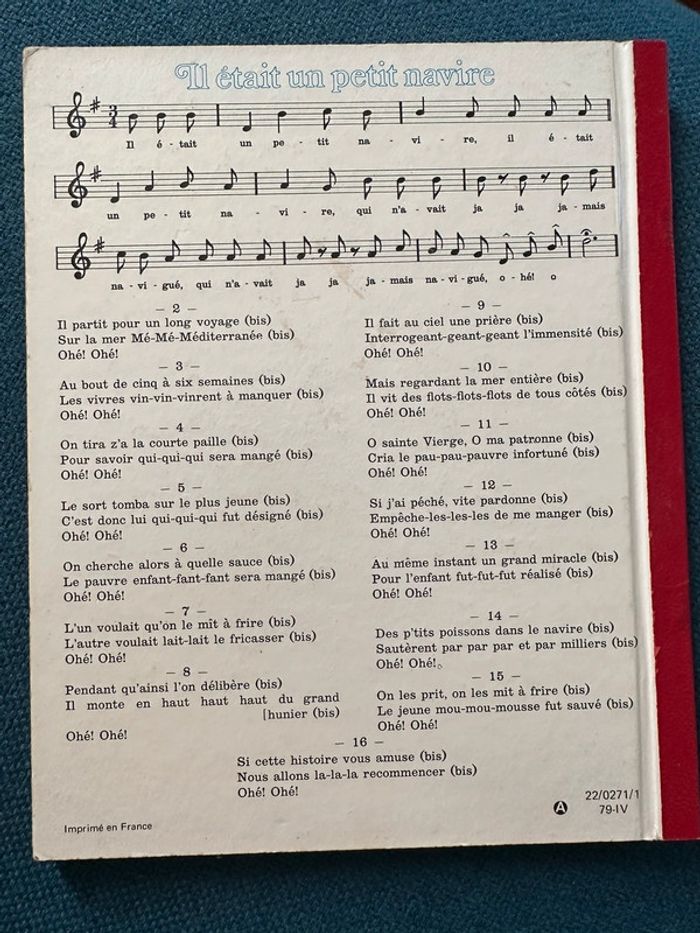 Il était un petit navire
3
4
Il é - tait un pe - tit na - vi - re, il é - tait
un pe - tit na - vi - re, qui n'a - vait ja ja ja - mais
na - vi - gué, qui n'a - vait ja ja ja - mais na - vi - gué, o - hé! o
— 2 —
Il partit pour un long voyage (bis)
Sur la mer Mé-Mé-Méditerranée (bis)
Ohé! Ohé!
— 3 —
Au bout de cinq à six semaines (bis)
Les vivres vin-vin-vinrent à manquer (bis)
Ohé! Ohé!
— 4 —
On tira z'a la courte paille (bis)
Pour savoir qui-qui-qui sera mangé (bis)
Ohé! Ohé!
— 5 —
Le sort tomba sur le plus jeune (bis)
C'est donc lui qui-qui-qui fut désigné (bis)
Ohé! Ohé!
— 6 —
On cherche alors à quelle sauce (bis)
Le pauvre enfant-fant-fant sera mangé (bis)
Ohé! Ohé!
— 7 —
L'un voulait qu'on le mît à frire (bis)
L'autre voulait lait-lait le fricasser (bis)
Ohé! Ohé!
— 8 —
Pendant qu'ainsi l'on délibère (bis)
Il monte en haut haut haut du grand
[hunier (bis)
Ohé! Ohé!
— 9 —
Il fait au ciel une prière (bis)
Interrogeant-geant-geant l'immensité (bis)
Ohé! Ohé!
— 10 —
Mais regardant la mer entière (bis)
Il vit des flots-flots-flots de tous côtés (bis)
Ohé! Ohé!
— 11 —
O sainte Vierge, O ma patronne (bis)
Cria le pau-pau-pauvre infortuné (bis)
Ohé! Ohé!
— 12 —
Si j'ai péché, vite pardonne (bis)
Empêche-les-les-les de me manger (bis)
Ohé! Ohé!
— 13 —
Au même instant un grand miracle (bis)
Pour l'enfant fut-fut-fut réalisé (bis)
Ohé! Ohé!
— 14 —
Des p'tits poissons dans le navire (bis)
Sautèrent par par par et par milliers (bis)
Ohé! Ohé!
— 15 —
On les prit, on les mit à frire (bis)
Le jeune mou-mou-mousse fut sauvé (bis)
Ohé! Ohé!
— 16 —
Si cette histoire vous amuse (bis)
Nous allons la-la-la recommencer (bis)
Ohé! Ohé!
Imprimé en France
A 22/0271/1
79-IV